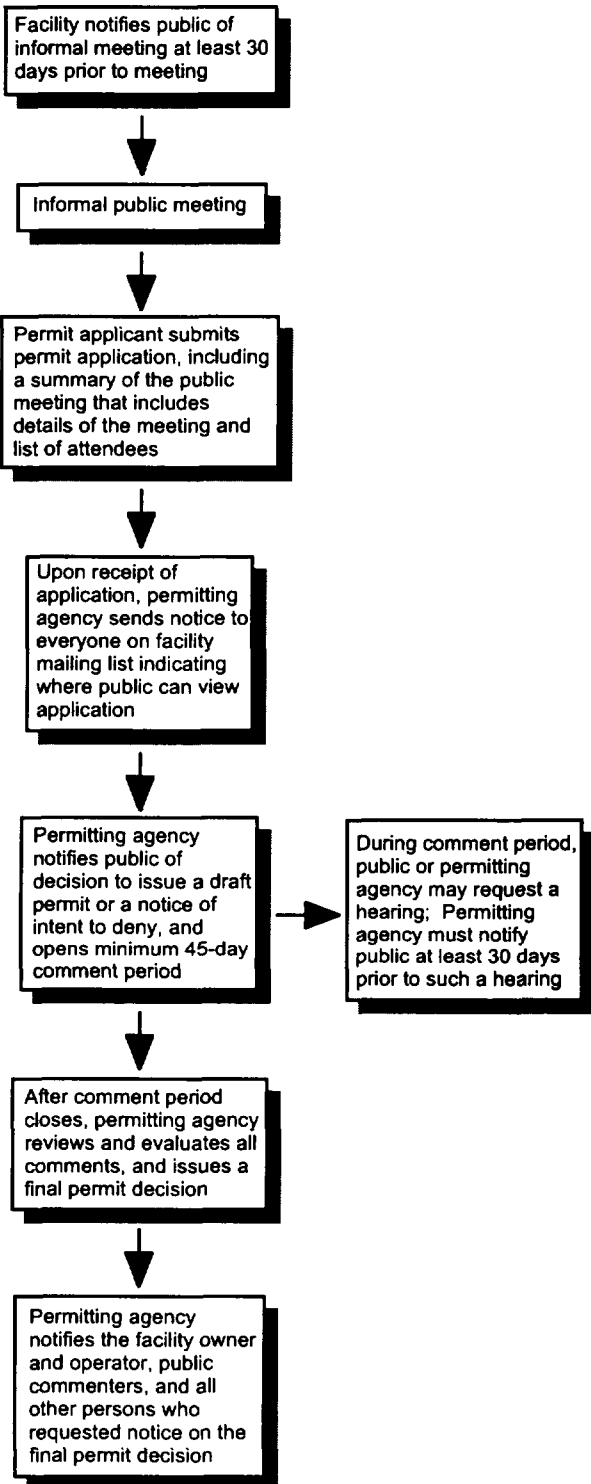 Facility notifies public of
informal meeting at least 30
days prior to meeting
Informal public meeting
Permit applicant submits
permit application, including
a summary of the public
meeting that includes
details of the meeting and
list of attendees
Upon receipt of
application, permitting
agency sends notice to
everyone on facility
mailing list indicating
where public can view
application
Permitting agency
notifies public of
decision to issue a draft
permit or a notice of
intent to deny, and
opens minimum 45-day
comment period
During comment period,
public or permitting
agency may request a
hearing; Permitting
agency must notify
public at least 30 days
prior to such a hearing
After comment period
closes, permitting agency
reviews and evaluates all
comments, and issues a
final permit decision
Permitting agency
notifies the facility owner
and operator, public
commenters, and all
other persons who
requested notice on the
final permit decision